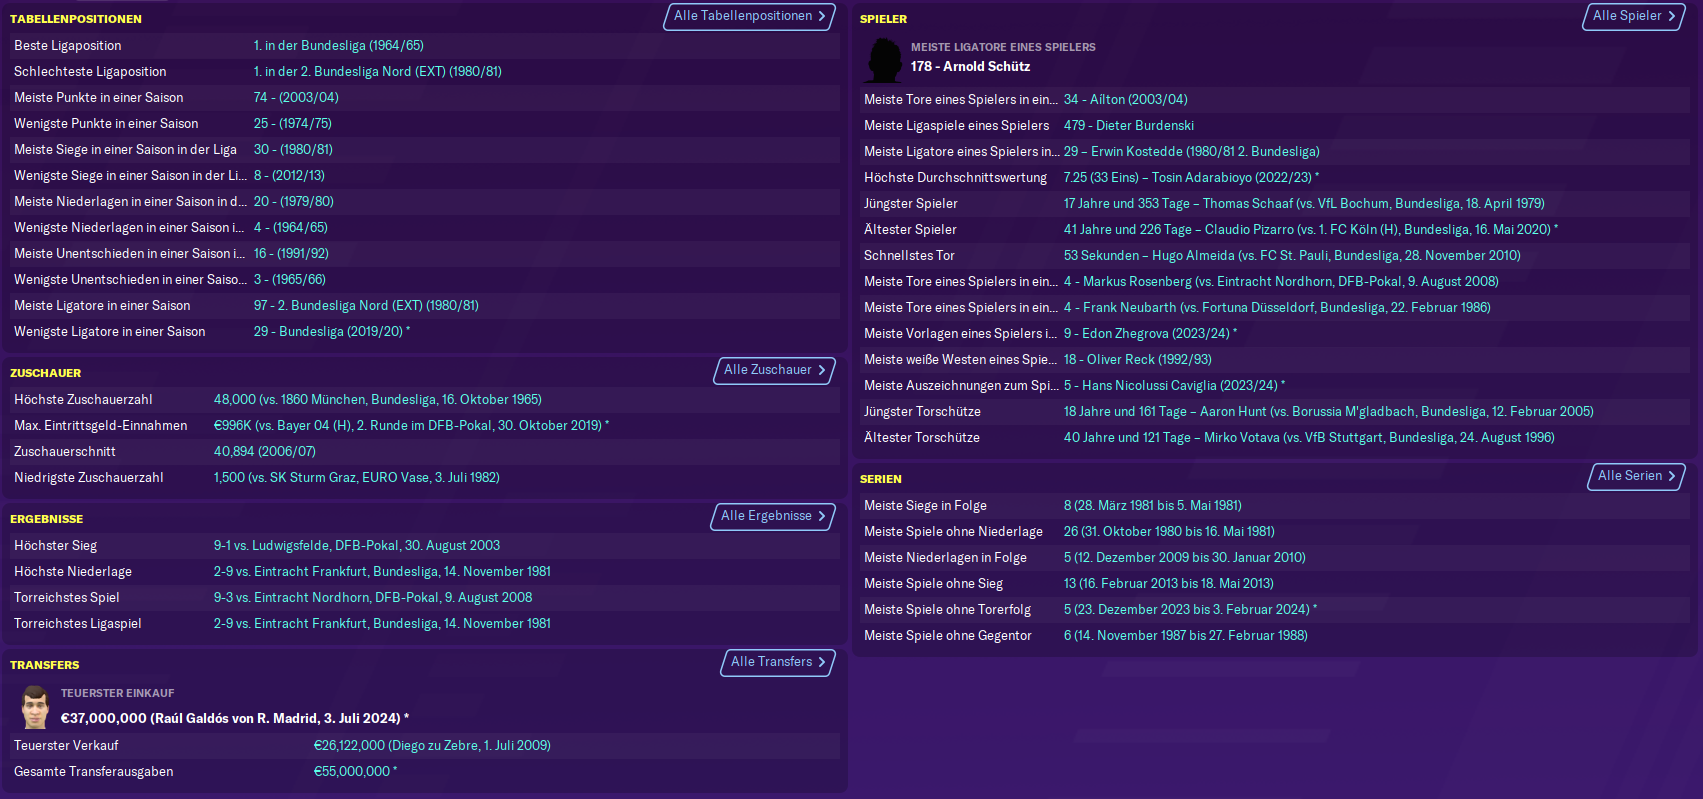 TABELLENPOSITIONEN
Alle Tabellenpositionen
Beste Ligaposition 1. in der Bundesliga (1964/65)
Schlechteste Ligaposition 1. in der 2. Bundesliga Nord (EXT) (1980/81)
Meiste Punkte in einer Saison 74 - (2003/04)
Wenigste Punkte in einer Saison 25 - (1974/75)
Meiste Siege in einer Saison in der Liga 30 - (1980/81)
Wenigste Siege in einer Saison in der Li... 8 - (2012/13)
Meiste Niederlagen in einer Saison in d... 20 - (1979/80)
Wenigste Niederlagen in einer Saison i... 4 - (1964/65)
Meiste Unentschieden in einer Saison i... 16 - (1991/92)
Wenigste Unentschieden in einer Saiso... 3 - (1965/66)
Meiste Ligatore in einer Saison 97 - 2. Bundesliga Nord (EXT) (1980/81)
Wenigste Ligatore in einer Saison 29 - Bundesliga (2019/20) *
ZUSCHAUER
Alle Zuschauer
Höchste Zuschauerzahl 48,000 (vs. 1860 München, Bundesliga, 16. Oktober 1965)
Max. Eintrittsgeld-Einnahmen €996K (vs. Bayer 04 (H), 2. Runde im DFB-Pokal, 30. Oktober 2019) *
Zuschauerschnitt 40,894 (2006/07)
Niedrigste Zuschauerzahl 1,500 (vs. SK Sturm Graz, EURO Vase, 3. Juli 1982)
ERGEBNISSE
Alle Ergebnisse
Höchster Sieg 9-1 vs. Ludwigsfelde, DFB-Pokal, 30. August 2003
Höchste Niederlage 2-9 vs. Eintracht Frankfurt, Bundesliga, 14. November 1981
Torreichstes Spiel 9-3 vs. Eintracht Nordhorn, DFB-Pokal, 9. August 2008
Torreichstes Ligaspiel 2-9 vs. Eintracht Frankfurt, Bundesliga, 14. November 1981
TRANSFERS
Alle Transfers
TEUERSTER EINKAUF
€37,000,000 (Raúl Galdós von R. Madrid, 3. Juli 2024) *
Teuerster Verkauf €26,122,000 (Diego zu Zebre, 1. Juli 2009)
Gesamte Transferausgaben €55,000,000 *
SPIELER
Alle Spieler
MEISTE LIGATORE EINES SPIELERS
178 - Arnold Schütz
Meiste Tore eines Spielers in ein... 34 - Aílton (2003/04)
Meiste Ligaspiele eines Spielers 479 - Dieter Burdenski
Meiste Ligatore eines Spielers in... 29 – Erwin Kostedde (1980/81 2. Bundesliga)
Höchste Durchschnittswertung 7.25 (33 Eins) – Tosin Adarabioyo (2022/23) *
Jüngster Spieler 17 Jahre und 353 Tage – Thomas Schaaf (vs. VfL Bochum, Bundesliga, 18. April 1979)
Ältester Spieler 41 Jahre und 226 Tage – Claudio Pizarro (vs. 1. FC Köln (H), Bundesliga, 16. Mai 2020) *
Schnellstes Tor 53 Sekunden – Hugo Almeida (vs. FC St. Pauli, Bundesliga, 28. November 2010)
Meiste Tore eines Spielers in ein... 4 - Markus Rosenberg (vs. Eintracht Nordhorn, DFB-Pokal, 9. August 2008)
Meiste Tore eines Spielers in ein... 4 - Frank Neubarth (vs. Fortuna Düsseldorf, Bundesliga, 22. Februar 1986)
Meiste Vorlagen eines Spielers i... 9 - Edon Zhegrova (2023/24) *
Meiste weiße Westen eines Spie... 18 - Oliver Reck (1992/93)
Meiste Auszeichnungen zum Spi... 5 - Hans Nicolussi Caviglia (2023/24) *
Jüngster Torschütze 18 Jahre und 161 Tage – Aaron Hunt (vs. Borussia M'gladbach, Bundesliga, 12. Februar 2005)
Ältester Torschütze 40 Jahre und 121 Tage – Mirko Votava (vs. VfB Stuttgart, Bundesliga, 24. August 1996)
SERIEN
Alle Serien
Meiste Siege in Folge 8 (28. März 1981 bis 5. Mai 1981)
Meiste Spiele ohne Niederlage 26 (31. Oktober 1980 bis 16. Mai 1981)
Meiste Niederlagen in Folge 5 (12. Dezember 2009 bis 30. Januar 2010)
Meiste Spiele ohne Sieg 13 (16. Februar 2013 bis 18. Mai 2013)
Meiste Spiele ohne Torerfolg 5 (23. Dezember 2023 bis 3. Februar 2024) *
Meiste Spiele ohne Gegentor 6 (14. November 1987 bis 27. Februar 1988)